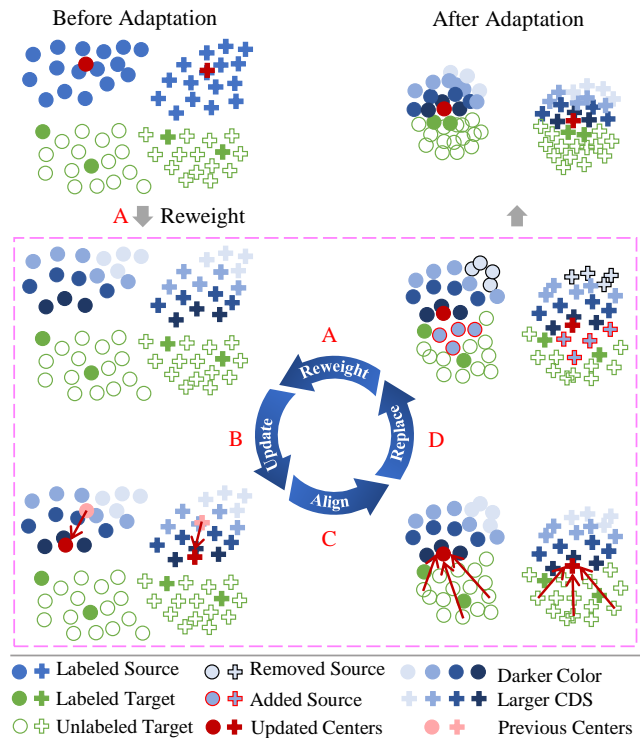 Before Adaptation
After Adaptation
A Reweight
A
Reweight
B
Update
Replace
D
Align
C
Labeled Source
Removed Source
Darker Color
Labeled Target
Added Source
Larger CDS
Unlabeled Target
Updated Centers
Previous Centers